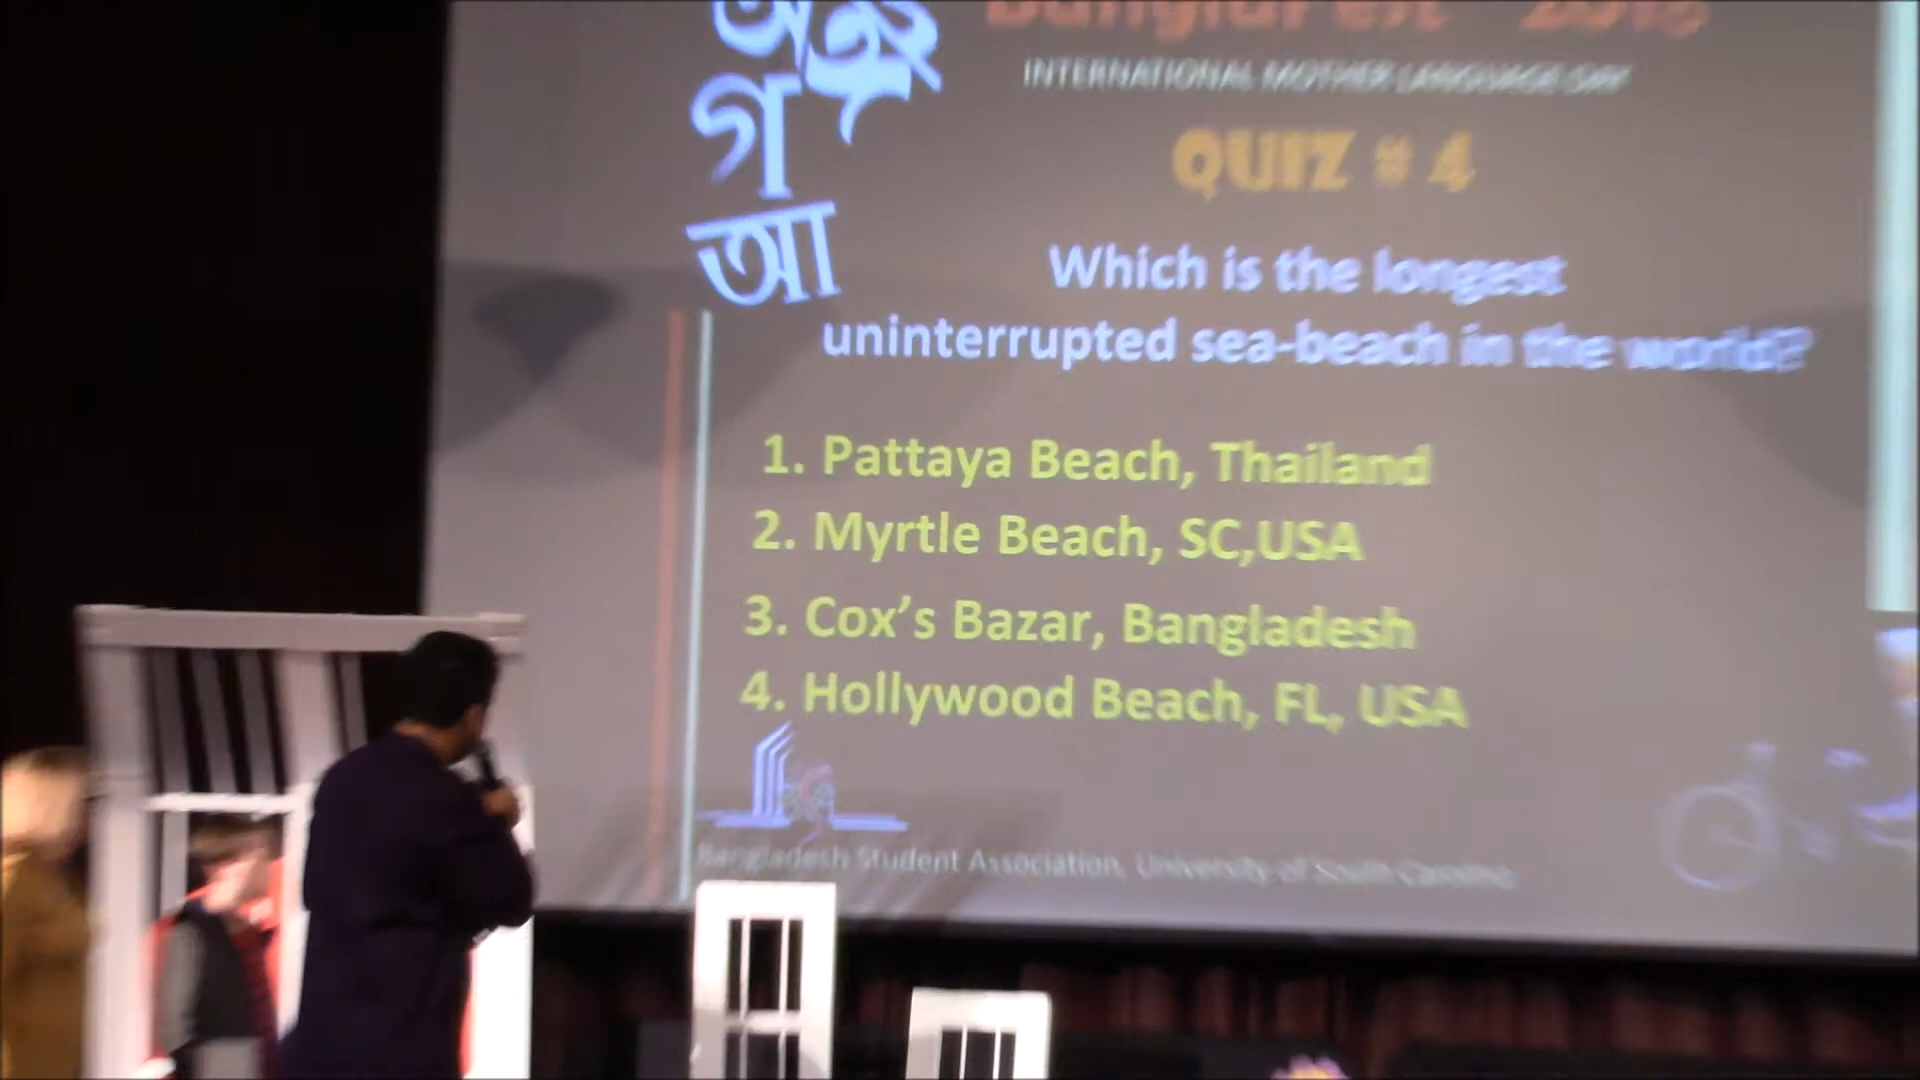 BanglaFest 2018
INTERNATIONAL MOTHER LANGUAGE DAY
গ
আ
QUIZ # 4
Which is the longest
uninterrupted sea-beach in the world?
1. Pattaya Beach, Thailand
2. Myrtle Beach, SC,USA
3. Cox's Bazar, Bangladesh
4. Hollywood Beach, FL, USA
Bangladesh Student Association, University of South Carolina